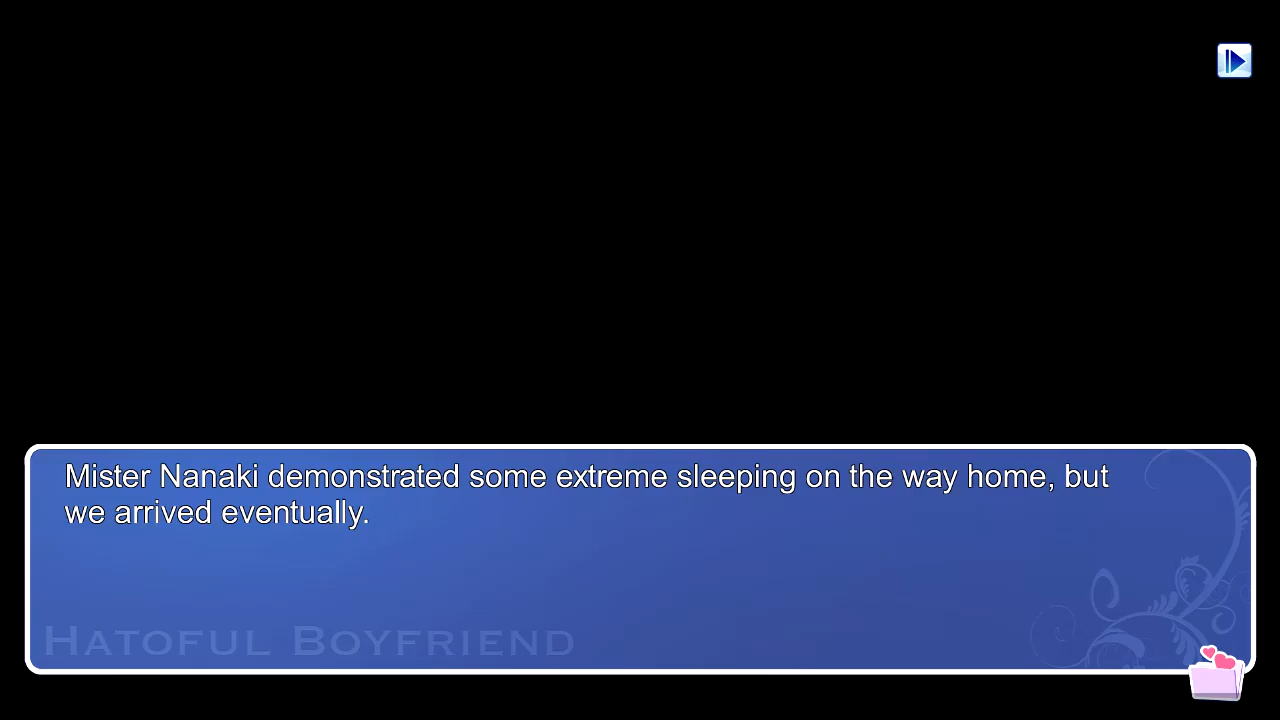 Mister Nanaki demonstrated some extreme sleeping on the way home, but
we arrived eventually.
HATOFUL BOYFRIEND